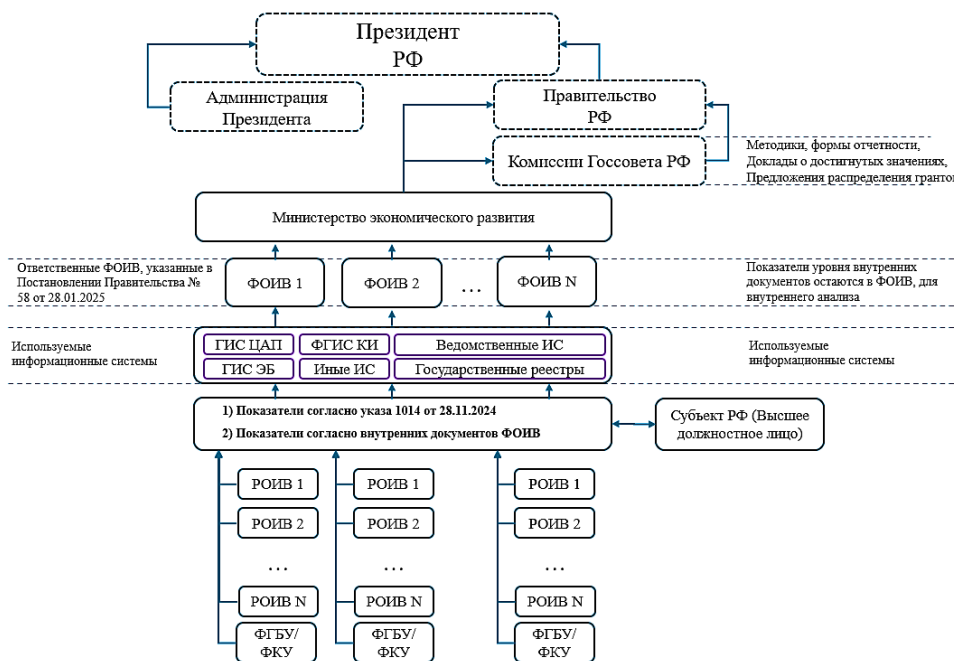 Президент
РФ
Администрация
Президента
Правительство
РФ
Комиссии Госсовета РФ
Методики, формы отчетности,
Доклады о достигнутых значениях,
Предложения распределения грантов
Министерство экономического развития
Ответственные ФОИВ, указанные в
Постановлении Правительства №
58 от 28.01.2025
ФОИВ 1
ФОИВ 2
...
ФОИВ N
Показатели уровня внутренних
документов остаются в ФОИВ, для
внутреннего анализа
Используемые
информационные системы
ГИС ЦАП
ФГИС КИ
Ведомственные ИС
ГИС ЭБ
Иные ИС
Государственные реестры
Используемые
информационные системы
1) Показатели согласно указа 1014 от 28.11.2024
2) Показатели согласно внутренних документов ФОИВ
Субъект РФ (Высшее
должностное лицо)
РОИВ 1
РОИВ 1
РОИВ 1
РОИВ 2
РОИВ 2
РОИВ 2
...
...
...
РОИВ N
РОИВ N
РОИВ N
ФГБУ/
ФКУ
ФГБУ/
ФКУ
ФГБУ/
ФКУ